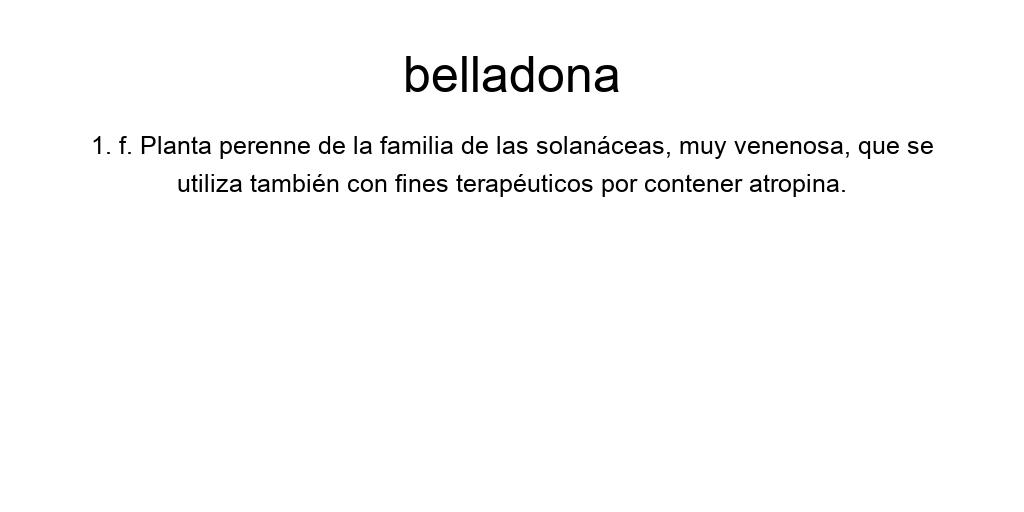 belladona
1. f. Planta perenne de la familia de las solanáceas, muy venenosa, que se
utiliza también con fines terapéuticos por contener atropina.